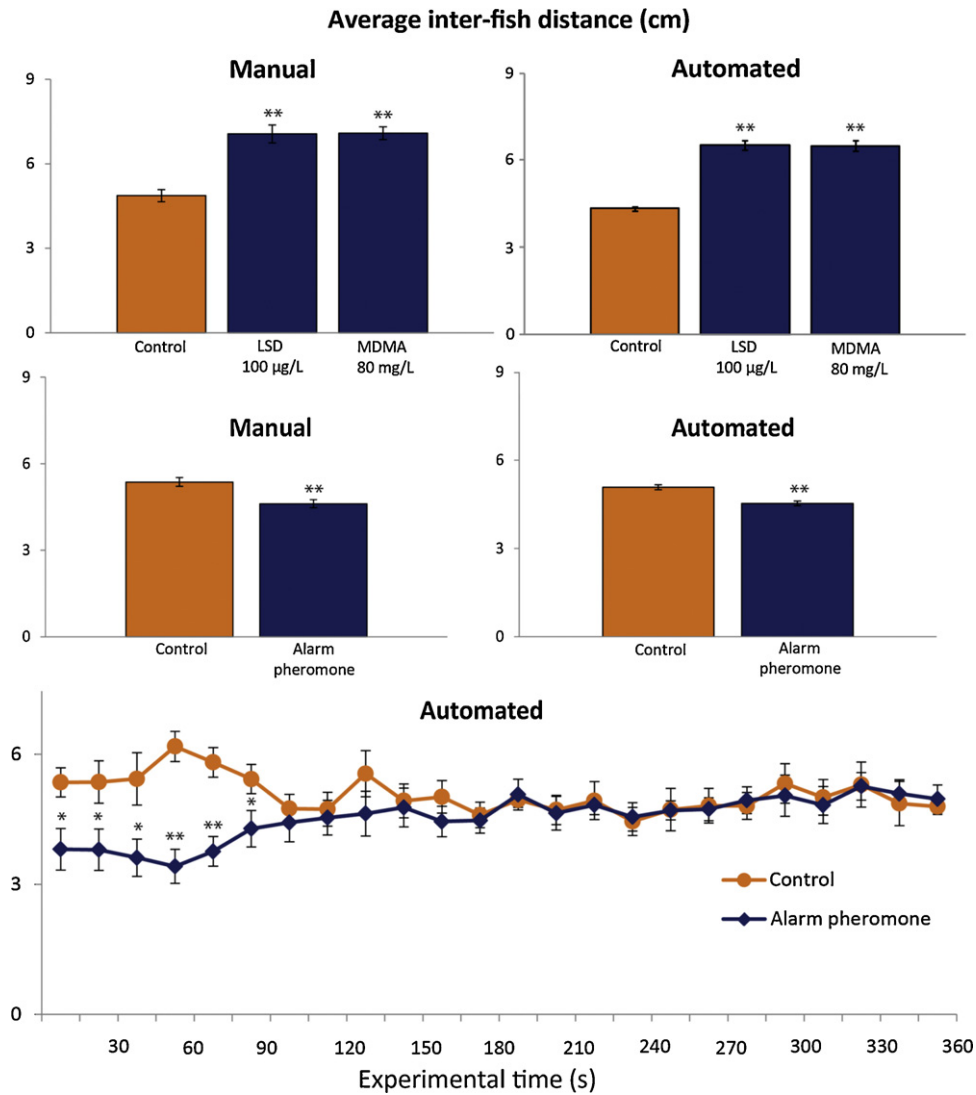 Average inter-fish distance (cm)
Manual
Automated
9
6
3
0
**
**
Control
LSD
100 µg/L
MDMA
80 mg/L
9
6
3
0
**
**
Control
LSD
100 µg/L
MDMA
80 mg/L
Manual
9
6
3
0
**
Control
Alarm
pheromone
Automated
9
6
3
0
**
Control
Alarm
pheromone
Automated
6
3
0
* * * ** ** *
Control
Alarm pheromone
30 60 90 120 150 180 210 240 270 300 330 360
Experimental time (s)